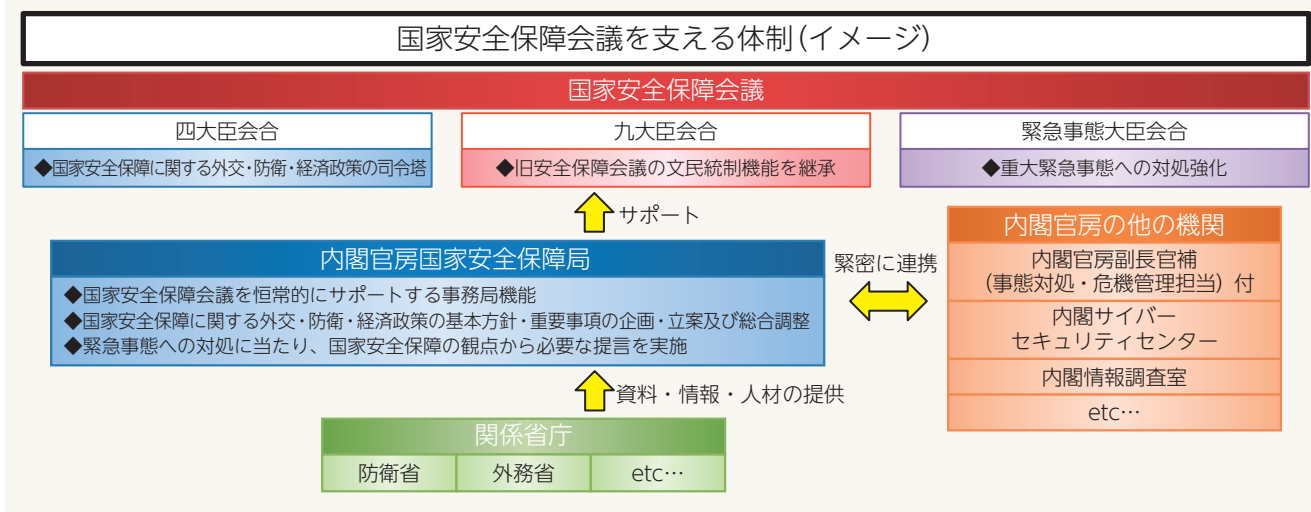 国家安全保障会議を支える体制(イメージ)
国家安全保障会議
四大臣会合
◆国家安全保障に関する外交・防衛・経済政策の司令塔
九大臣会合
◆旧安全保障会議の文民統制機能を継承
緊急事態大臣会合
◆重大緊急事態への対処強化
サポート
内閣官房国家安全保障局
◆国家安全保障会議を恒常的にサポートする事務局機能
◆国家安全保障に関する外交・防衛・経済政策の基本方針・重要事項の企画・立案及び総合調整
◆緊急事態への対処に当たり、国家安全保障の観点から必要な提言を実施
緊密に連携
内閣官房の他の機関
内閣官房副長官補
(事態対処・危機管理担当)付
内閣サイバー
セキュリティセンター
内閣情報調査室
etc…
資料・情報・人材の提供
関係省庁
防衛省
外務省
etc…